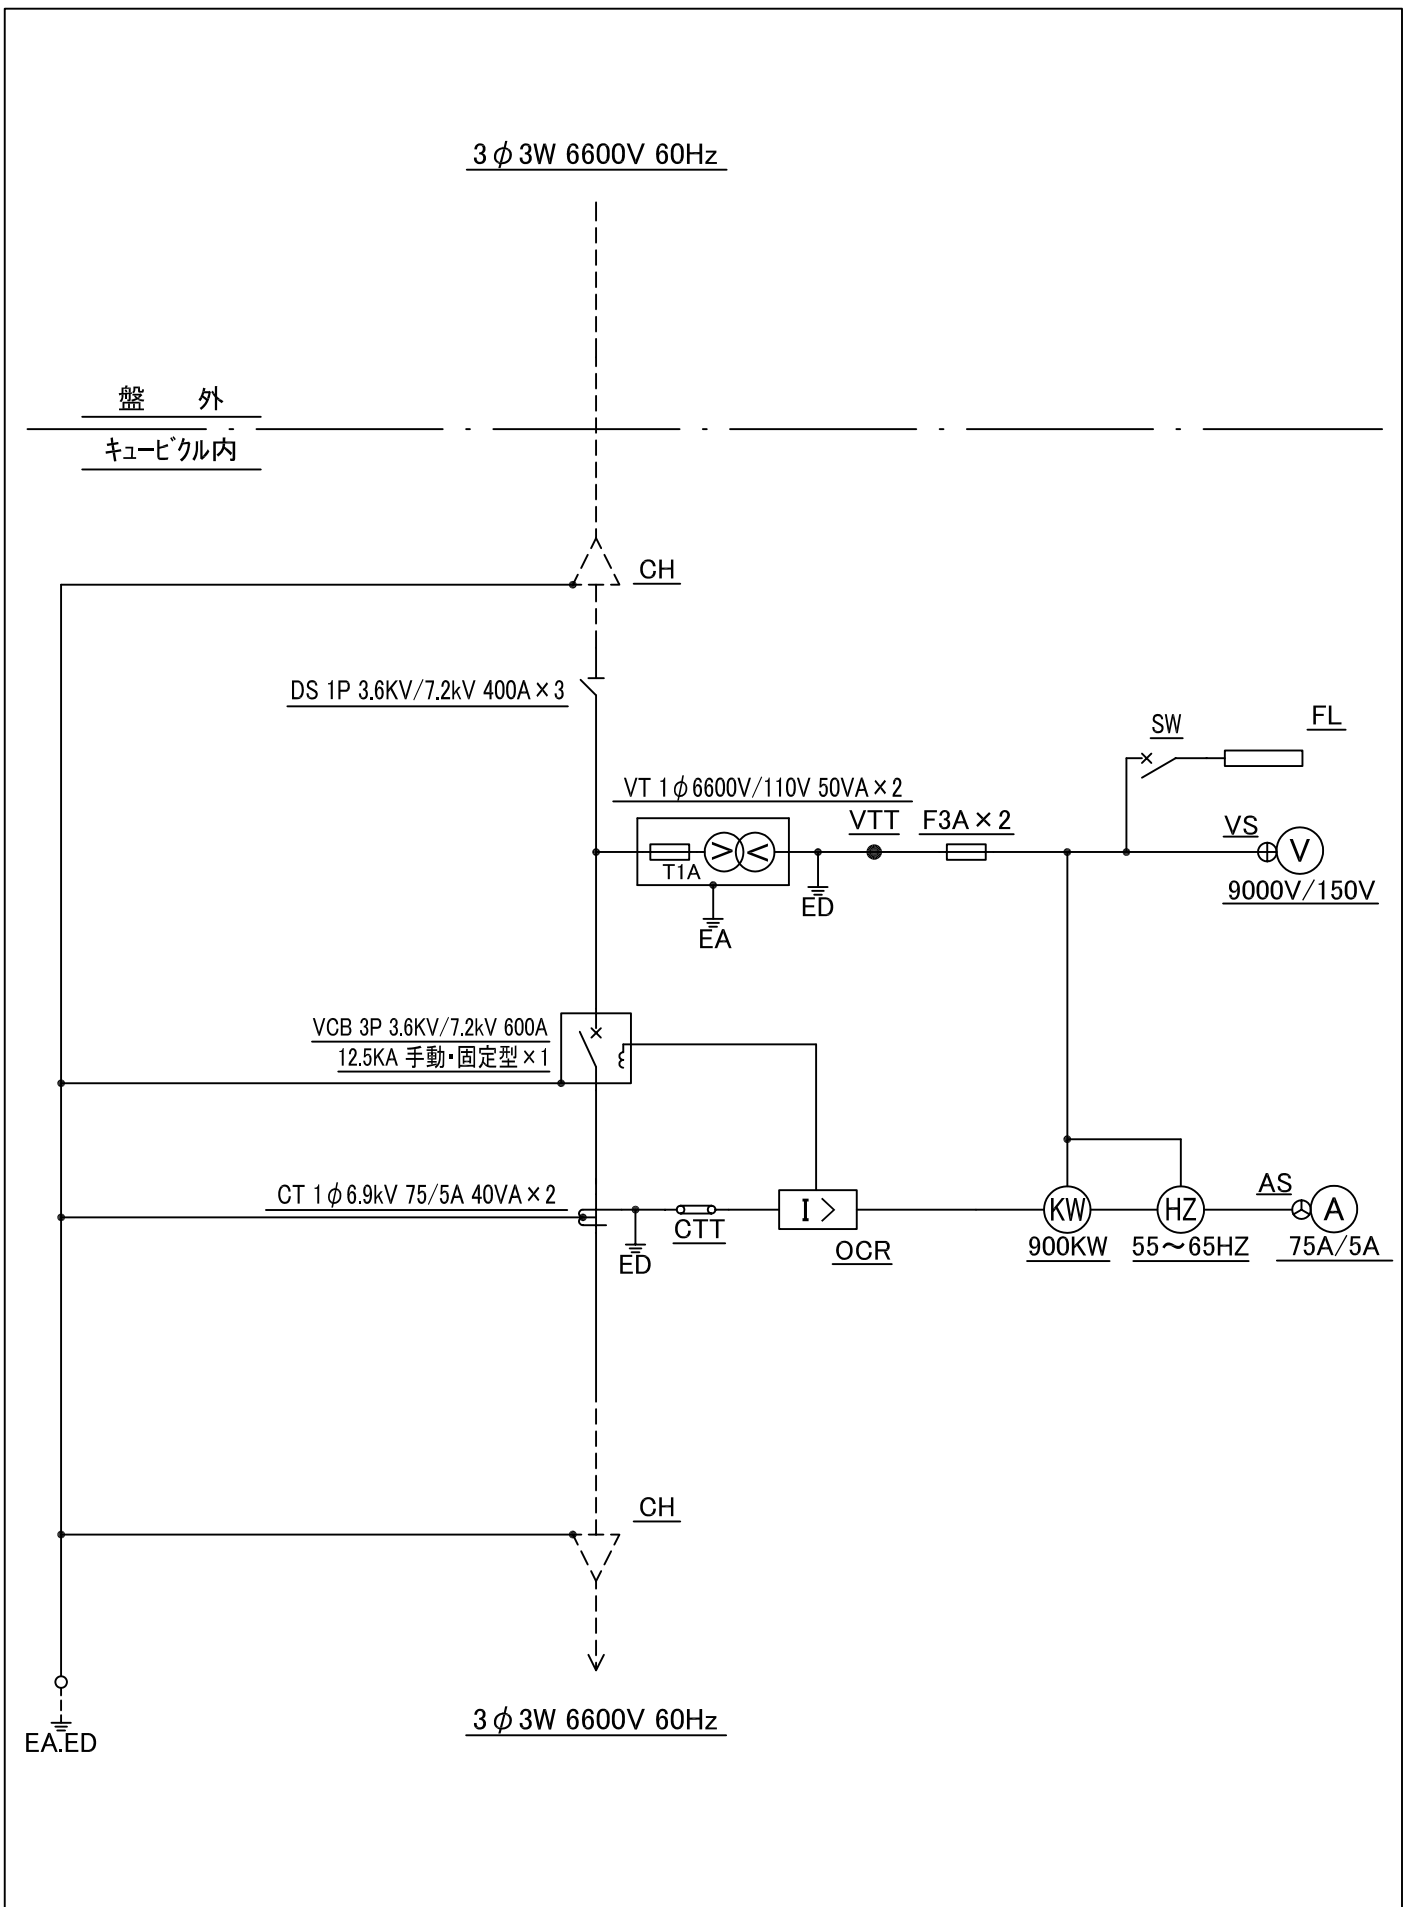 3φ3W 6600V 60Hz
盤 外
キュービクル内
CH
DS 1P 3.6KV/7.2kV 400A×3
SW
FL
VT 1φ6600V/110V 50VA×2
VTT
F3A×2
VS
V
T1A
9000V/150V
ED
EA
VCB 3P 3.6KV/7.2kV 600A
12.5KA 手動・固定型×1
CT 1φ6.9kV 75/5A 40VA×2
AS
I >
KW
HZ
A
CTT
OCR
900KW
55～65HZ
75A/5A
ED
CH
3φ3W 6600V 60Hz
EA.ED